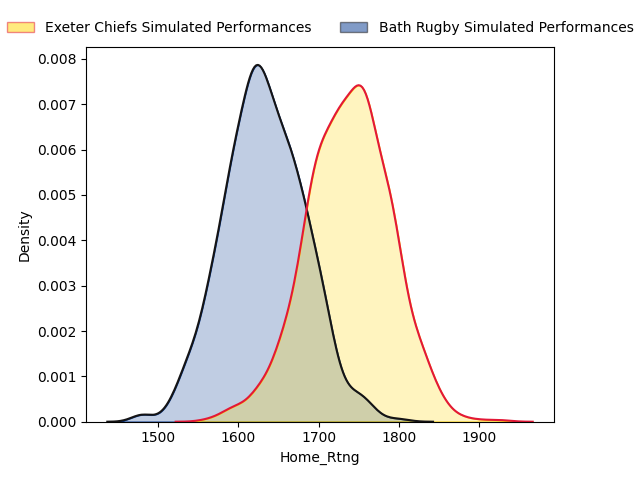 Exeter Chiefs Simulated Performances Bath Rugby Simulated Performances
0.008
0.007
0.006
0.005
0.004
0.003
0.002
0.001
0.000
Density
1500 1600 1700 1800 1900
Home_Rtng